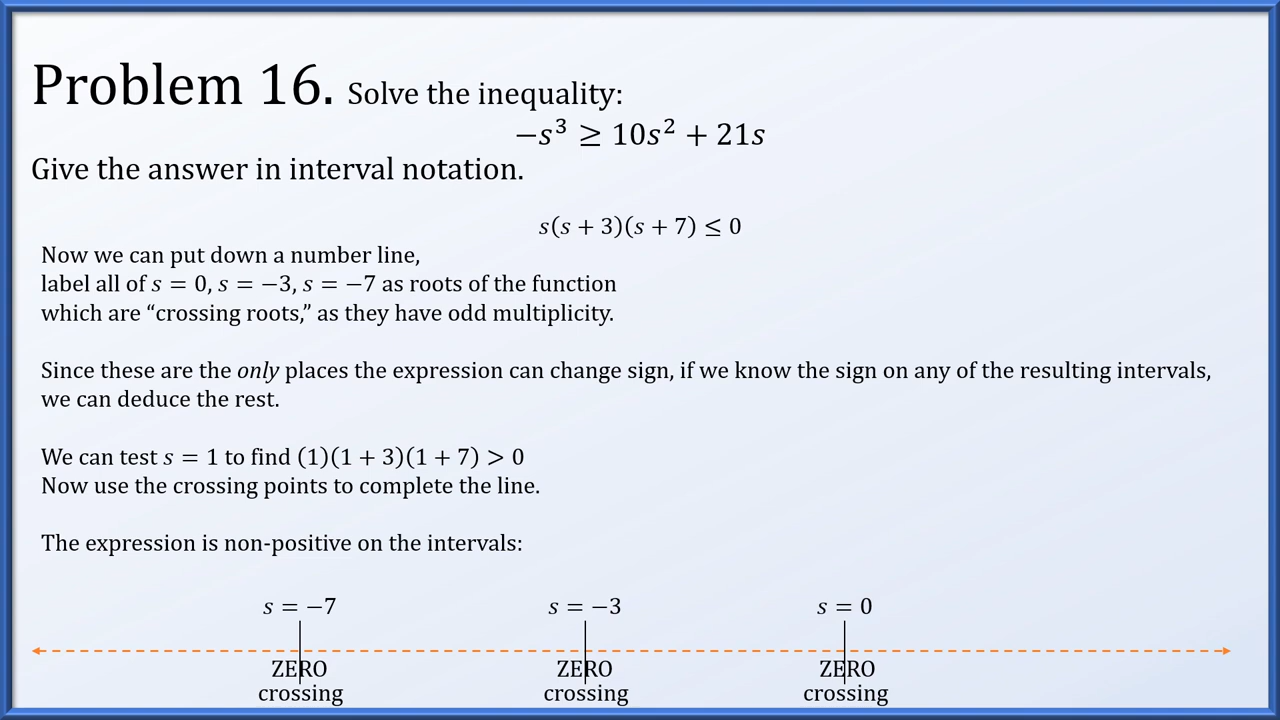 Problem 16. Solve the inequality:
−𝑠³ ≥ 10𝑠² + 21𝑠
Give the answer in interval notation.
𝑠(𝑠 + 3)(𝑠 + 7) ≤ 0
Now we can put down a number line,
label all of 𝑠 = 0, 𝑠 = −3, 𝑠 = −7 as roots of the function
which are “crossing roots,” as they have odd multiplicity.
Since these are the only places the expression can change sign, if we know the sign on any of the resulting intervals,
we can deduce the rest.
We can test 𝑠 = 1 to find (1)(1 + 3)(1 + 7) > 0
Now use the crossing points to complete the line.
The expression is non-positive on the intervals:
𝑠 = −7 𝑠 = −3 𝑠 = 0
ZERO ZERO ZERO
crossing crossing crossing